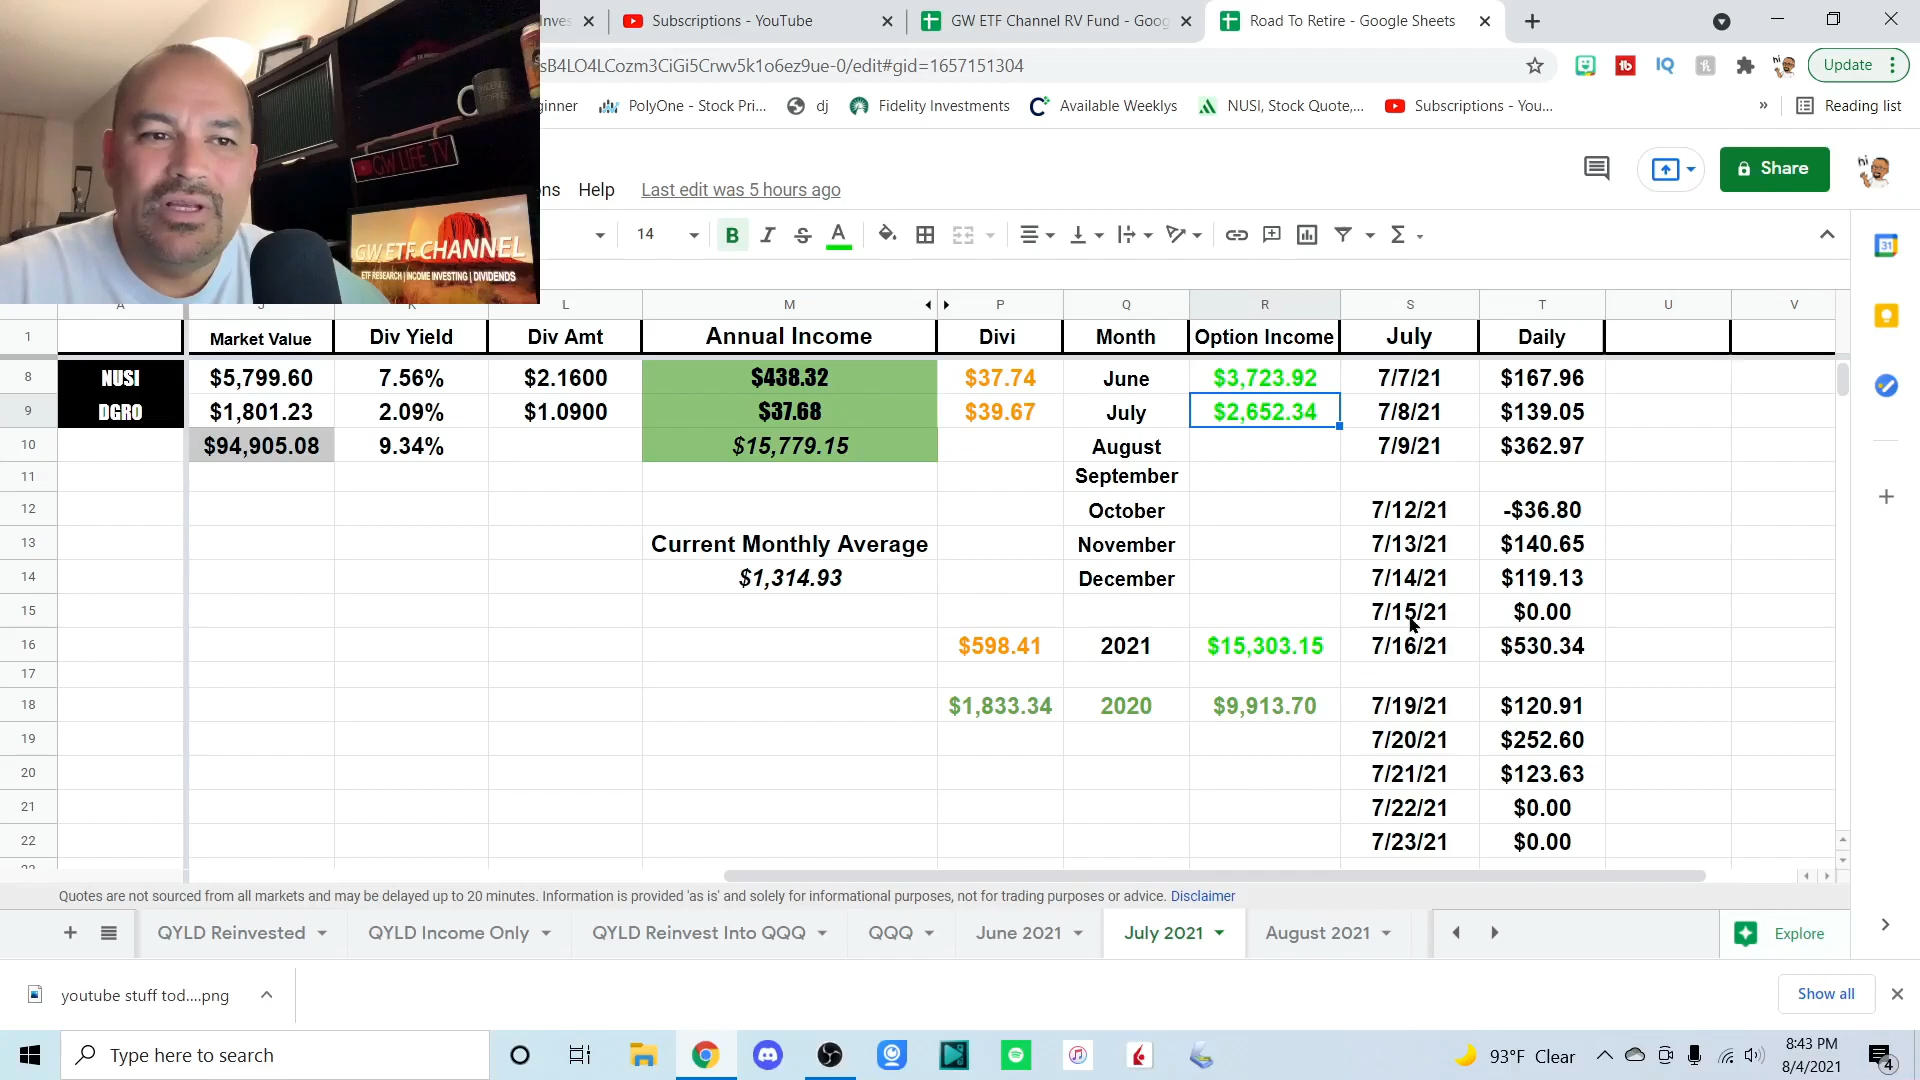 Inves
Subscriptions - YouTube
GW ETF Channel RV Fund - Goog
Road To Retire - Google Sheets
sB4LO4LCozm3CiGi5Crwv5k1o6ez9ue-0/edit#gid=1657151304
Update
ginner
PolyOne - Stock Pri...
dj
Fidelity Investments
Available Weeklys
NUSI, Stock Quote,...
Subscriptions - You...
»
Reading list
GW LIFE TV
GW ETF CHANNEL
ETF RESEARCH | INCOME INVESTING | DIVIDENDS
ns Help Last edit was 5 hours ago
Share
14 B I S A
A J K L M P Q R S T U V
1 Market Value Div Yield Div Amt Annual Income Divi Month Option Income July Daily
8 NUSI $5,799.60 7.56% $2.1600 $438.32 $37.74 June $3,723.92 7/7/21 $167.96
9 DGRO $1,801.23 2.09% $1.0900 $37.68 $39.67 July $2,652.34 7/8/21 $139.05
10 $94,905.08 9.34% $15,779.15 August 7/9/21 $362.97
11 September
12 October 7/12/21 -$36.80
13 Current Monthly Average November 7/13/21 $140.65
14 $1,314.93 December 7/14/21 $119.13
15 7/15/21 $0.00
16 $598.41 2021 $15,303.15 7/16/21 $530.34
17
18 $1,833.34 2020 $9,913.70 7/19/21 $120.91
19 7/20/21 $252.60
20 7/21/21 $123.63
21 7/22/21 $0.00
22 7/23/21 $0.00
Quotes are not sourced from all markets and may be delayed up to 20 minutes. Information is provided 'as is' and solely for informational purposes, not for trading purposes or advice. Disclaimer
QYLD Reinvested QYLD Income Only QYLD Reinvest Into QQQ QQQ June 2021 July 2021 August 2021 Explore
youtube stuff tod....png
Show all
Type here to search
93°F Clear
8:43 PM
8/4/2021
4